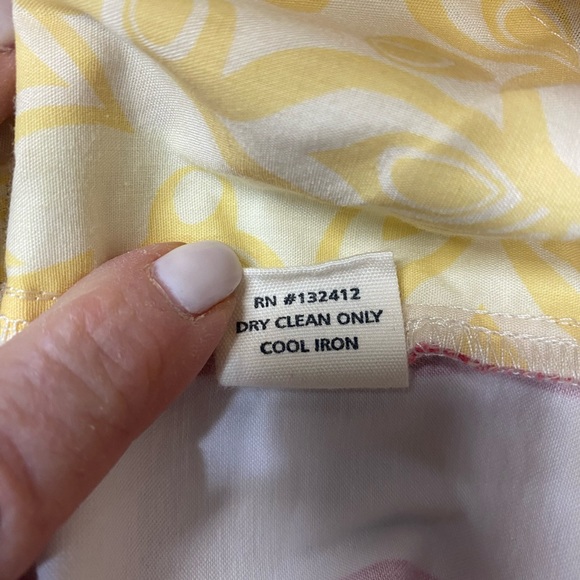 RN #132412
DRY CLEAN ONLY
COOL IRON